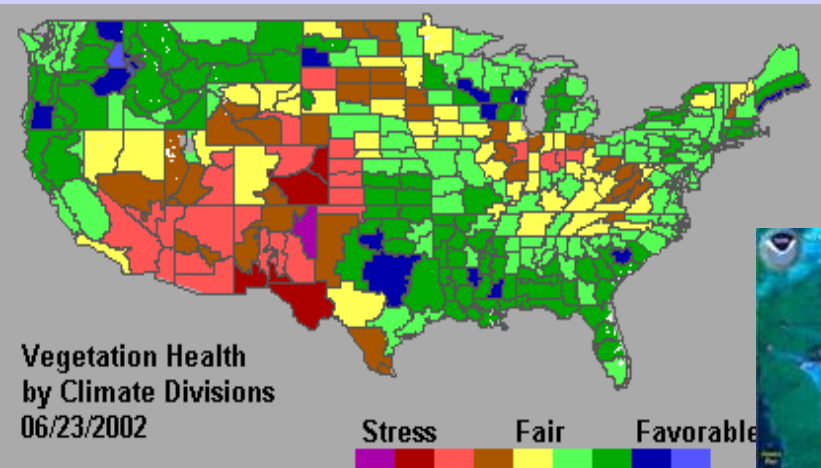 Vegetation Health
by Climate Divisions
06/23/2002
Stress Fair Favorable